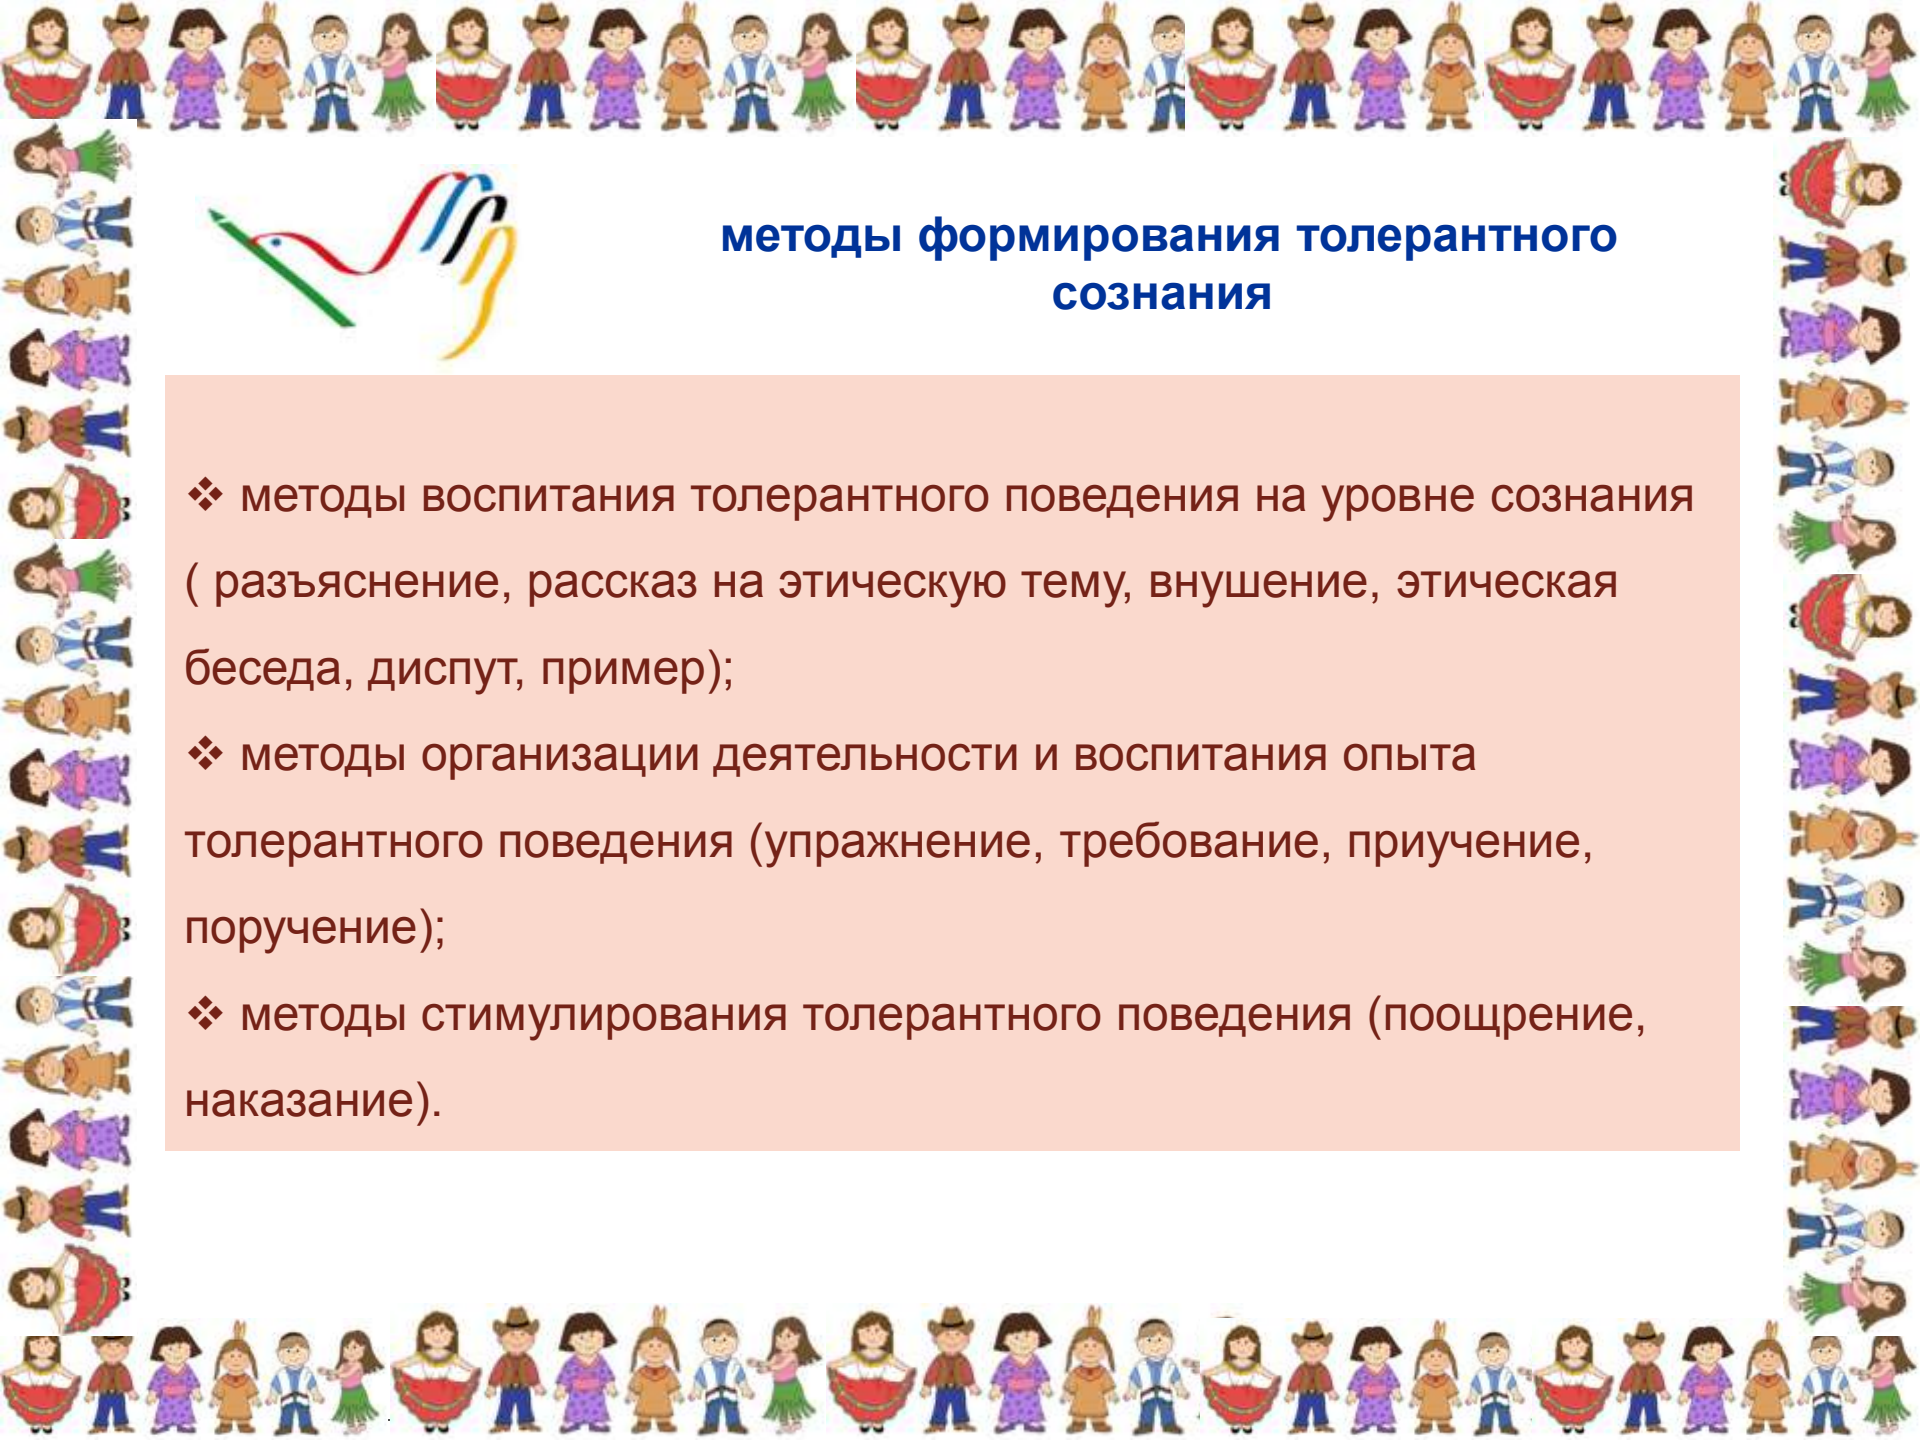 методы формирования толерантного
сознания
❖ методы воспитания толерантного поведения на уровне сознания
( разъяснение, рассказ на этическую тему, внушение, этическая
беседа, диспут, пример);
❖ методы организации деятельности и воспитания опыта
толерантного поведения (упражнение, требование, приучение,
поручение);
❖ методы стимулирования толерантного поведения (поощрение,
наказание).